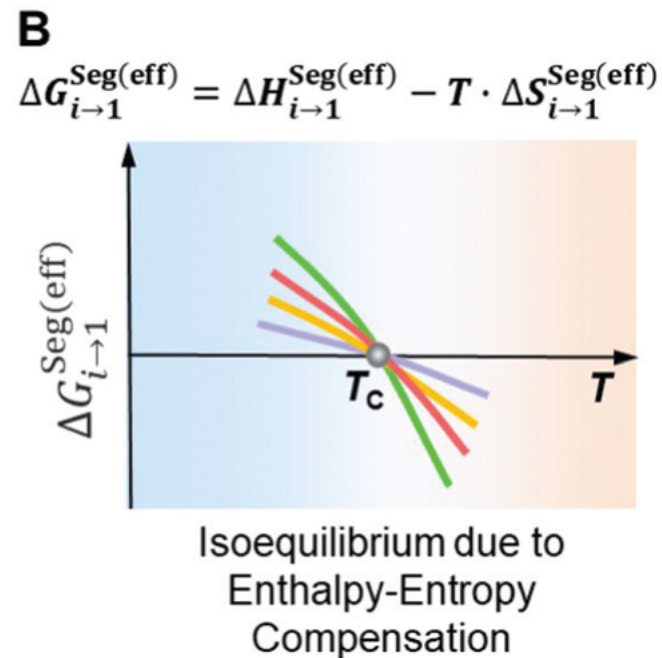 B
ΔG_{i→1}^{Seg(eff)} = ΔH_{i→1}^{Seg(eff)} − T · ΔS_{i→1}^{Seg(eff)}
ΔG_{i→1}^{Seg(eff)}
T_C
T
Isoequilibrium due to
Enthalpy-Entropy
Compensation